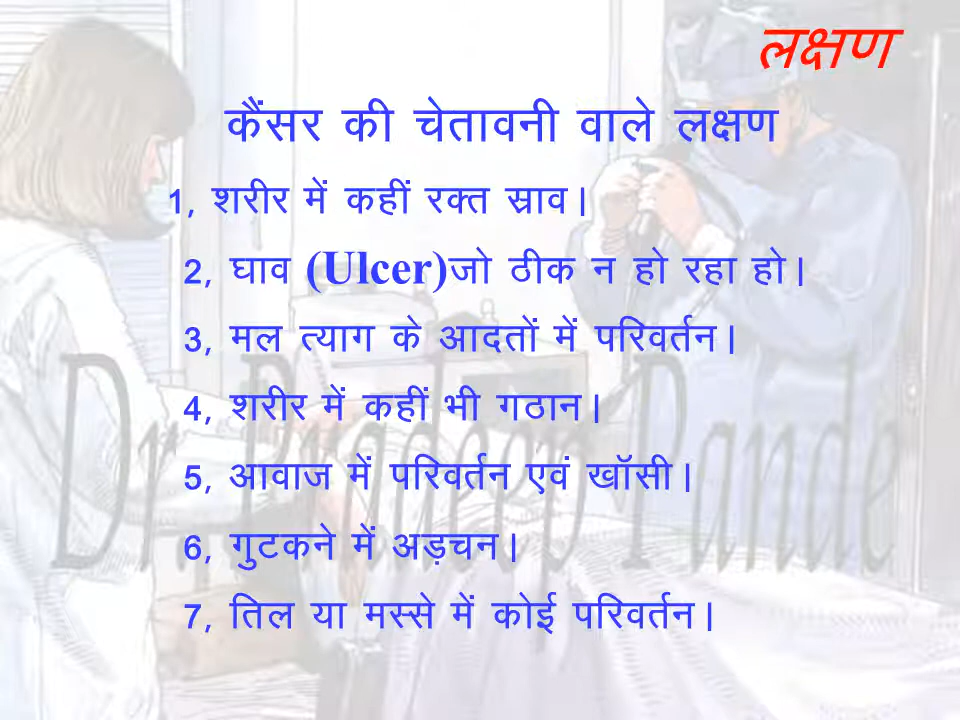 लक्षण
कैंसर की चेतावनी वाले लक्षण
1, शरीर में कहीं रक्त स्राव।
2, घाव (Ulcer)जो ठीक न हो रहा हो।
3, मल त्याग के आदतों में परिवर्तन।
4, शरीर में कहीं भी गठान।
5, आवाज में परिवर्तन एवं खॉसी।
6, गुटकने में अड़चन।
7, तिल या मस्से में कोई परिवर्तन।
Dr. Pradeep Pande